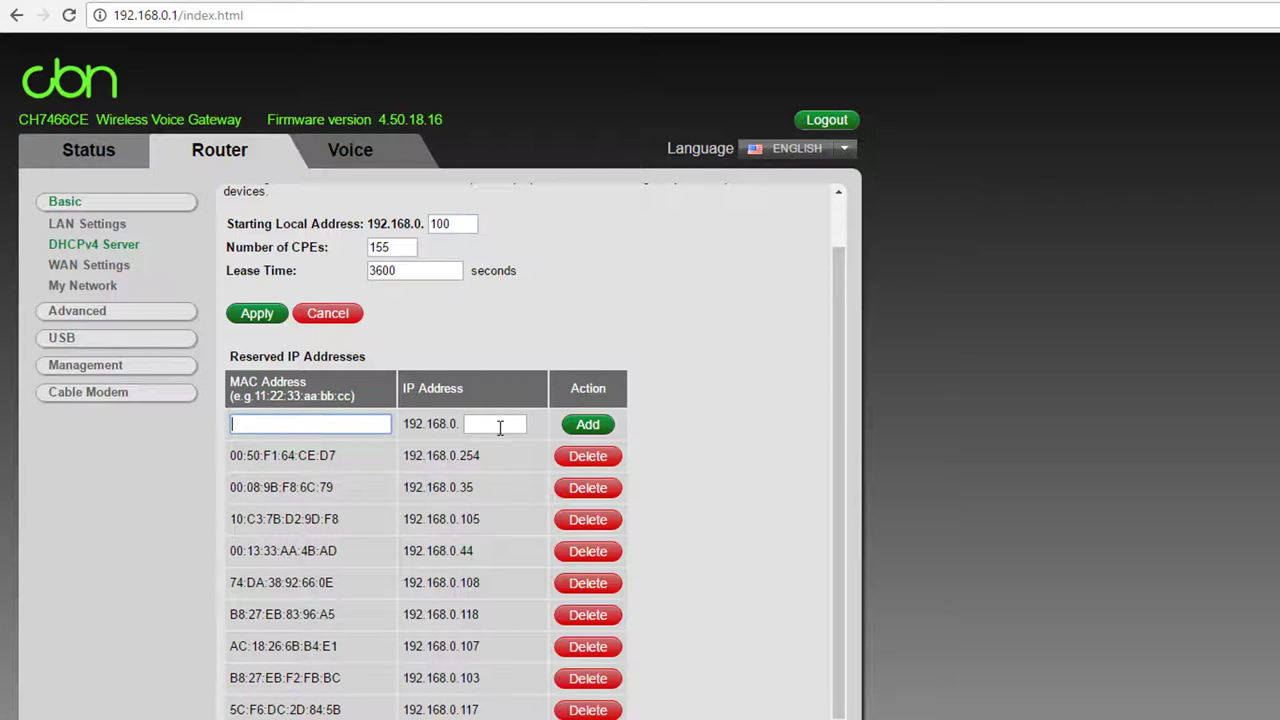 192.168.0.1/index.html
cbn
CH7466CE Wireless Voice Gateway Firmware version 4.50.18.16
Logout
Status Router Voice
Language ENGLISH
Basic
LAN Settings
DHCPv4 Server
WAN Settings
My Network
Advanced
USB
Management
Cable Modem
devices.
Starting Local Address: 192.168.0. 100
Number of CPEs: 155
Lease Time: 3600 seconds
Apply Cancel
Reserved IP Addresses
MAC Address
(e.g.11:22:33:aa:bb:cc)
IP Address
Action
192.168.0. Add
00:50:F1:64:CE:D7 192.168.0.254 Delete
00:08:9B:F8:6C:79 192.168.0.35 Delete
10:C3:7B:D2:9D:F8 192.168.0.105 Delete
00:13:33:AA:4B:AD 192.168.0.44 Delete
74:DA:38:92:66:0E 192.168.0.108 Delete
B8:27:EB:83:96:A5 192.168.0.118 Delete
AC:18:26:6B:B4:E1 192.168.0.107 Delete
B8:27:EB:F2:FB:BC 192.168.0.103 Delete
5C:F6:DC:2D:84:5B 192.168.0.117 Delete